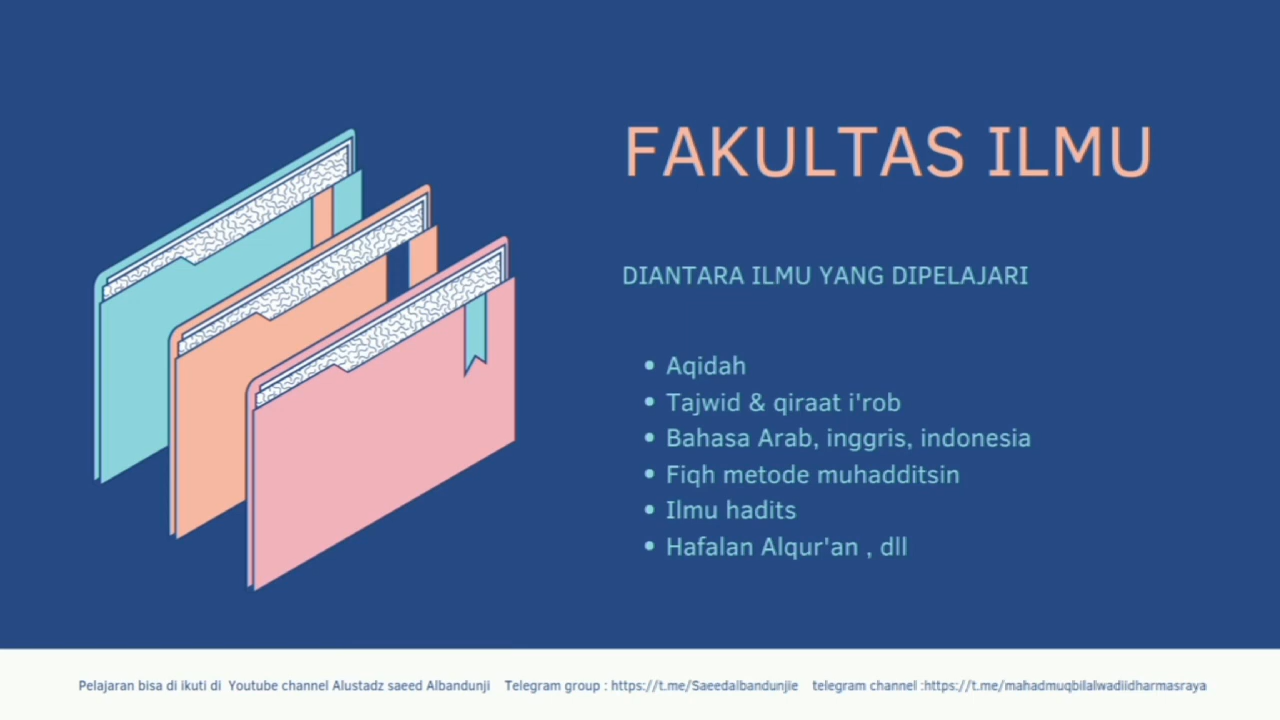 FAKULTAS ILMU
DIANTARA ILMU YANG DIPELAJARI
• Aqidah
• Tajwid & qiraat i'rob
• Bahasa Arab, inggris, indonesia
• Fiqh metode muhadditsin
• Ilmu hadits
• Hafalan Alqur'an , dll
Pelajaran bisa di ikuti di Youtube channel Alustadz saeed Albandunji Telegram group : https://t.me/Saeedalbandunjie telegram channel :https://t.me/mahadmuqbilalwadiidharmasraya